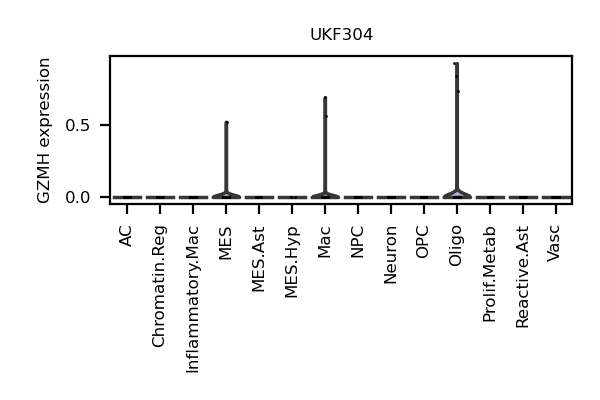 UKF304
GZMH expression
0.5
0.0
AC
Chromatin.Reg
Inflammatory.Mac
MES
MES.Ast
MES.Hyp
Mac
NPC
Neuron
OPC
Oligo
Prolif.Metab
Reactive.Ast
Vasc